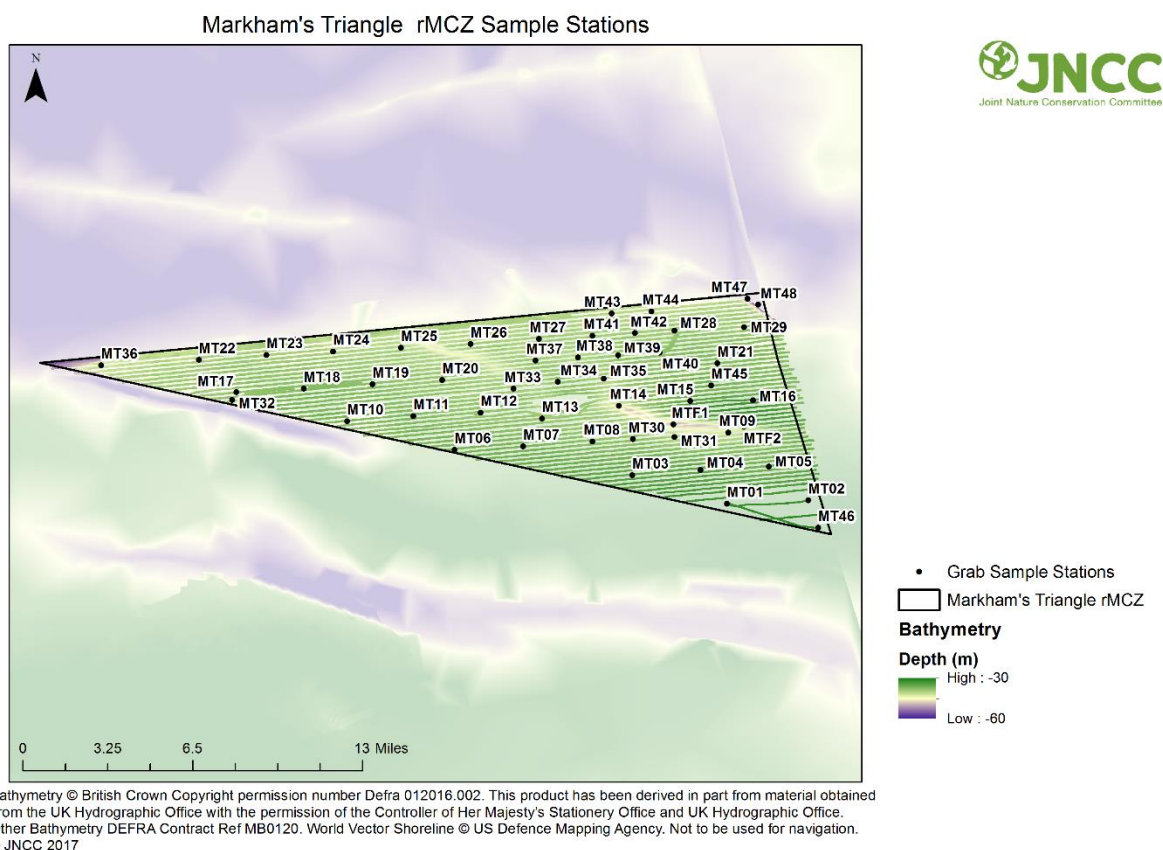 Markham's Triangle rMCZ Sample Stations
N
JNCC
Joint Nature Conservation Committee
MT47
MT48
MT43
MT44
MT41
MT42
MT28
MT29
MT27
MT26
MT25
MT24
MT23
MT22
MT36
MT37
MT38
MT39
MT40
MT21
MT17
MT18
MT19
MT20
MT33
MT34
MT35
MT45
MT32
MT10
MT11
MT12
MT13
MT14
MT15
MT16
MTF1
MT09
MTF2
MT06
MT07
MT08
MT30
MT31
MT03
MT04
MT05
MT01
MT02
MT46
Grab Sample Stations
Markham's Triangle rMCZ
Bathymetry
Depth (m)
High : -30
Low : -60
0 3.25 6.5 13 Miles
athymetry © British Crown Copyright permission number Defra 012016.002. This product has been derived in part from material obtained
rom the UK Hydrographic Office with the permission of the Controller of Her Majesty's Stationery Office and UK Hydrographic Office.
ther Bathymetry DEFRA Contract Ref MB0120. World Vector Shoreline © US Defence Mapping Agency. Not to be used for navigation.
JNCC 2017